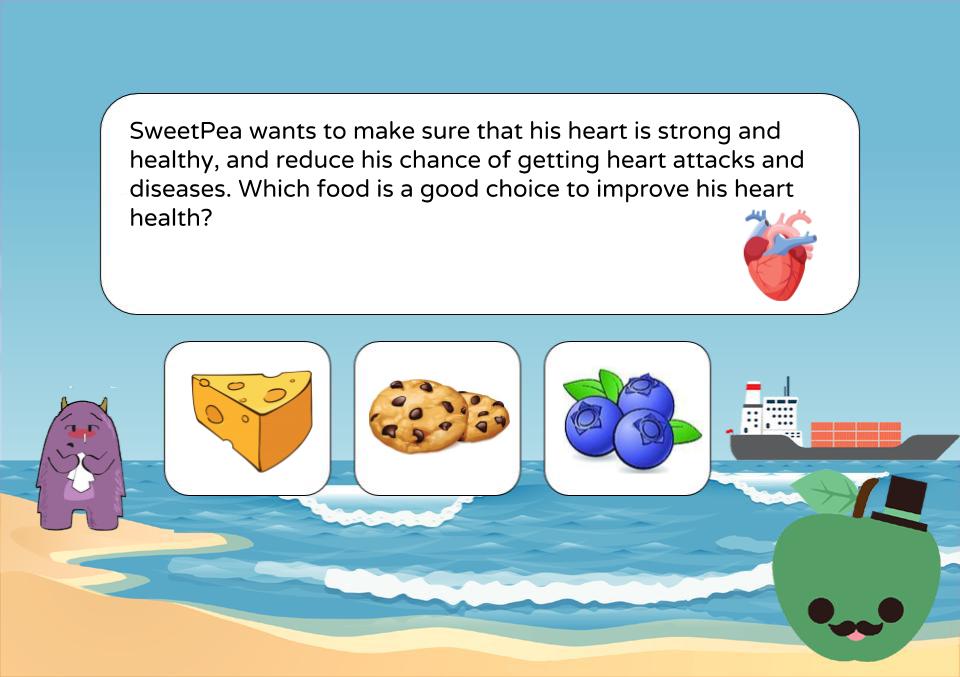 SweetPea wants to make sure that his heart is strong and
healthy, and reduce his chance of getting heart attacks and
diseases. Which food is a good choice to improve his heart
health?